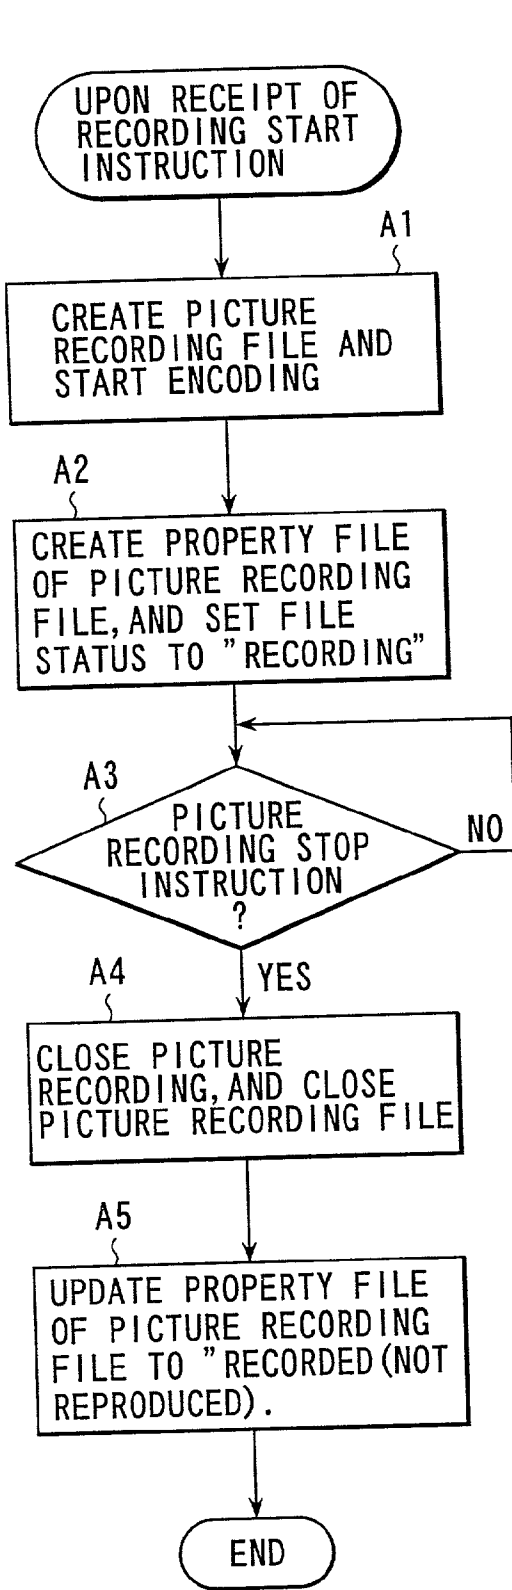 UPON RECEIPT OF
RECORDING START
INSTRUCTION
A1
CREATE PICTURE
RECORDING FILE AND
START ENCODING
A2
CREATE PROPERTY FILE
OF PICTURE RECORDING
FILE, AND SET FILE
STATUS TO "RECORDING"
A3
PICTURE
RECORDING STOP
INSTRUCTION
?
NO
YES
A4
CLOSE PICTURE
RECORDING, AND CLOSE
PICTURE RECORDING FILE
A5
UPDATE PROPERTY FILE
OF PICTURE RECORDING
FILE TO "RECORDED (NOT
REPRODUCED).
END